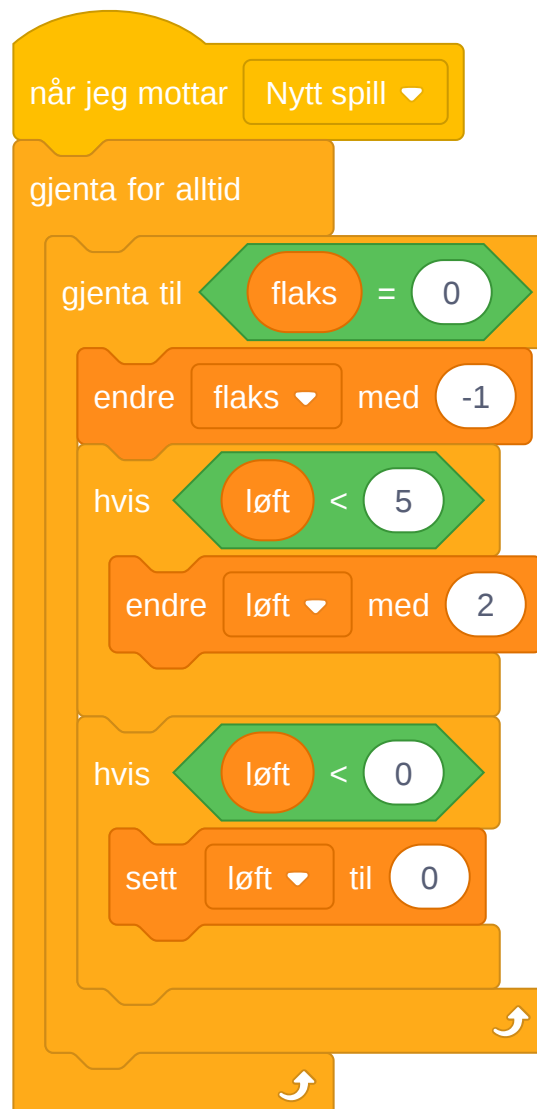 når jeg mottar Nytt spill
gjenta for alltid
gjenta til flaks = 0
endre flaks med -1
hvis løft < 5
endre løft med 2
hvis løft < 0
sett løft til 0